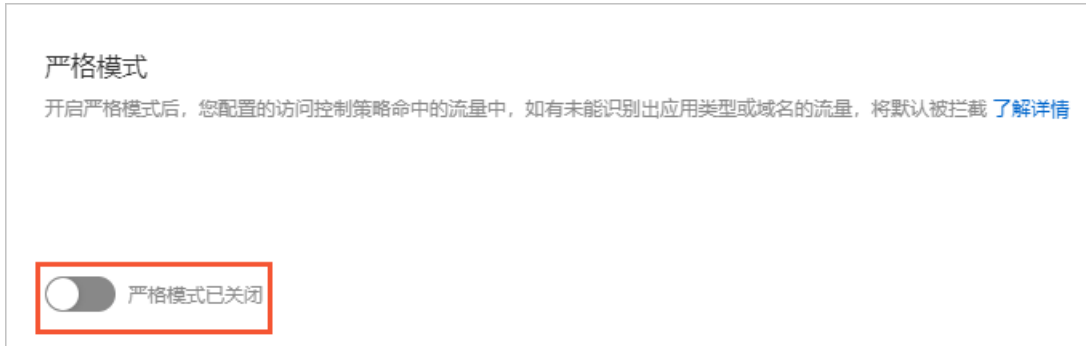 严格模式
开启严格模式后，您配置的访问控制策略命中的流量中，如有未能识别出应用类型或域名的流量，将默认被拦截 了解详情
严格模式已关闭